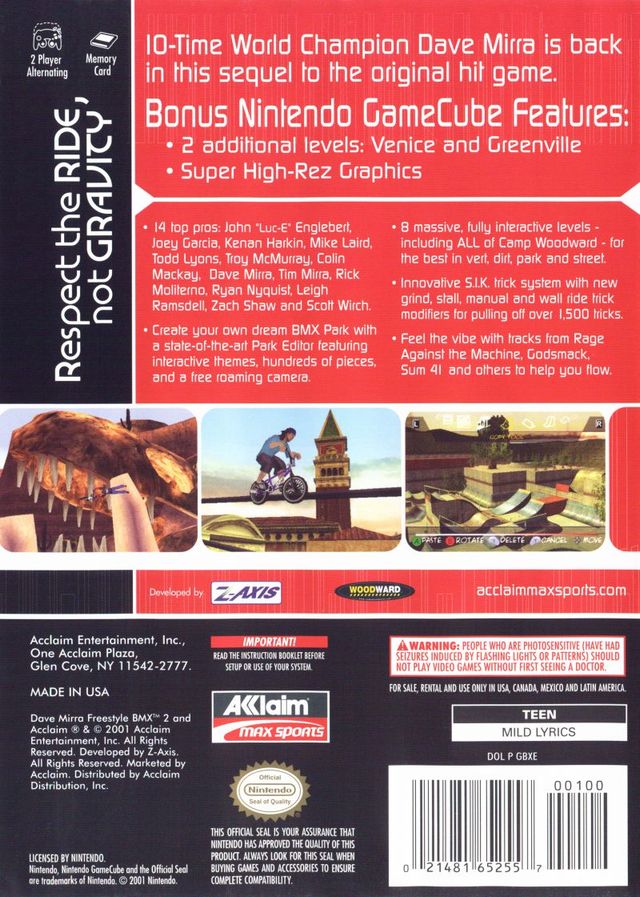 2 Player
Alternating
Memory
Card
Respect the RIDE,
not GRAVITY
10-Time World Champion Dave Mirra is back
in this sequel to the original hit game.
Bonus Nintendo GameCube Features:
• 2 additional levels: Venice and Greenville
• Super High-Rez Graphics
• 14 top pros: John "Luc-E" Englebert,
Joey Garcia, Kenan Harkin, Mike Laird,
Todd Lyons, Troy McMurray, Colin
Mackay, Dave Mirra, Tim Mirra, Rick
Moliterno, Ryan Nyquist, Leigh
Ramsdell, Zach Shaw and Scott Wirch.
• Create your own dream BMX Park with
a state-of-the-art Park Editor featuring
interactive themes, hundreds of pieces,
and a free roaming camera.
• 8 massive, fully interactive levels -
including ALL of Camp Woodward - for
the best in vert, dirt, park and street.
• Innovative S.I.K. trick system with new
grind, stall, manual and wall ride trick
modifiers for pulling off over 1,500 tricks.
• Feel the vibe with tracks from Rage
Against the Machine, Godsmack,
Sum 41 and others to help you flow.
L
R
COPY TOOL
PASTE ROTATE DELETE CANCEL MOVE
Developed by Z-AXIS
WOODWARD
acclaimmaxsports.com
Acclaim Entertainment, Inc.,
One Acclaim Plaza,
Glen Cove, NY 11542-2777.
MADE IN USA
Dave Mirra Freestyle BMX™ 2 and
Acclaim ® & © 2001 Acclaim
Entertainment, Inc. All Rights
Reserved. Developed by Z-Axis.
All Rights Reserved. Marketed by
Acclaim. Distributed by Acclaim
Distribution, Inc.
LICENSED BY NINTENDO.
Nintendo, Nintendo GameCube and the Official Seal
are trademarks of Nintendo. © 2001 Nintendo.
IMPORTANT!
READ THE INSTRUCTION BOOKLET BEFORE
SETUP OR USE OF YOUR SYSTEM.
AKlaim
MAX SPORTS
Official
Nintendo
Seal of Quality
THIS OFFICIAL SEAL IS YOUR ASSURANCE THAT
NINTENDO HAS APPROVED THE QUALITY OF THIS
PRODUCT. ALWAYS LOOK FOR THIS SEAL WHEN
BUYING GAMES AND ACCESSORIES TO ENSURE
COMPLETE COMPATIBILITY.
WARNING: PEOPLE WHO ARE PHOTOSENSITIVE (HAVE HAD
SEIZURES INDUCED BY FLASHING LIGHTS OR PATTERNS) SHOULD
NOT PLAY VIDEO GAMES WITHOUT FIRST SEEING A DOCTOR.
FOR SALE, RENTAL AND USE ONLY IN USA, CANADA, MEXICO AND LATIN AMERICA.
TEEN
MILD LYRICS
DOL P GBXE
00100
0 21481 65255 7